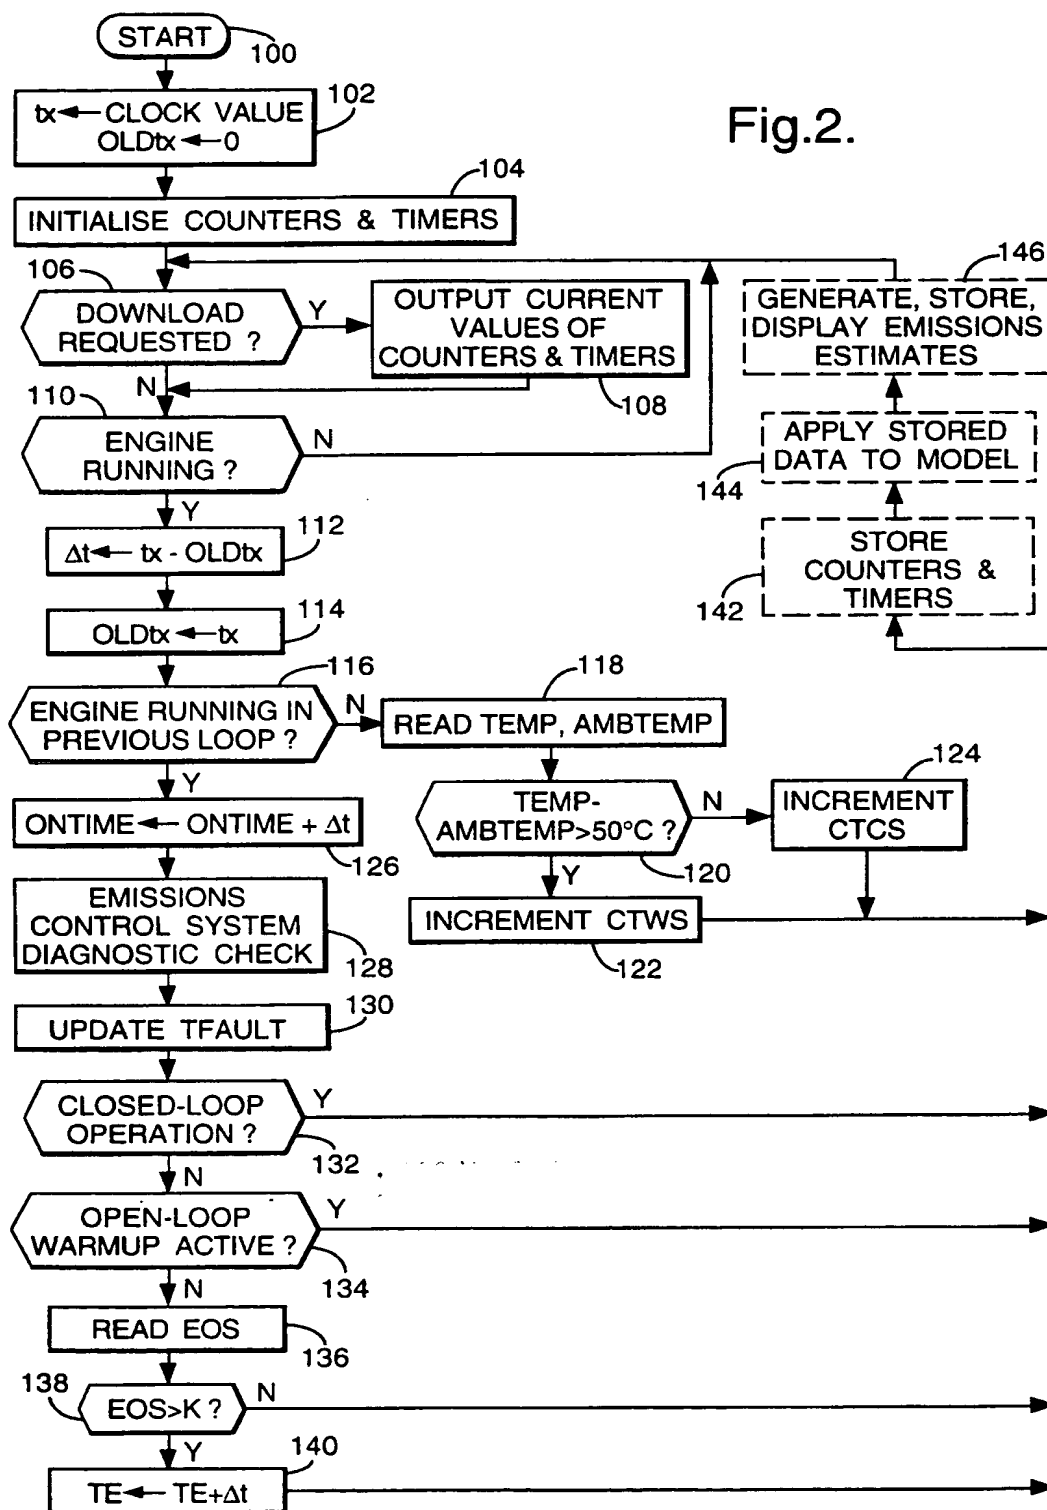 START
100
tx ← CLOCK VALUE
OLDtx ← 0
102
Fig.2.
104
INITIALISE COUNTERS & TIMERS
106
DOWNLOAD
REQUESTED ?
Y
N
OUTPUT CURRENT
VALUES OF
COUNTERS & TIMERS
108
146
GENERATE, STORE,
DISPLAY EMISSIONS
ESTIMATES
110
ENGINE
RUNNING ?
N
Y
APPLY STORED
DATA TO MODEL
144
Δt ← tx - OLDtx
112
STORE
COUNTERS &
TIMERS
142
OLDtx ← tx
114
116
ENGINE RUNNING IN
PREVIOUS LOOP ?
N
Y
118
READ TEMP, AMBTEMP
TEMP-
AMBTEMP>50°C ?
N
Y
120
124
INCREMENT
CTCS
ONTIME ← ONTIME + Δt
126
INCREMENT CTWS
122
EMISSIONS
CONTROL SYSTEM
DIAGNOSTIC CHECK
128
130
UPDATE TFAULT
CLOSED-LOOP
OPERATION ?
Y
132
N
OPEN-LOOP
WARMUP ACTIVE ?
Y
134
N
READ EOS
136
138
EOS>K ?
N
Y
140
TE ← TE+Δt